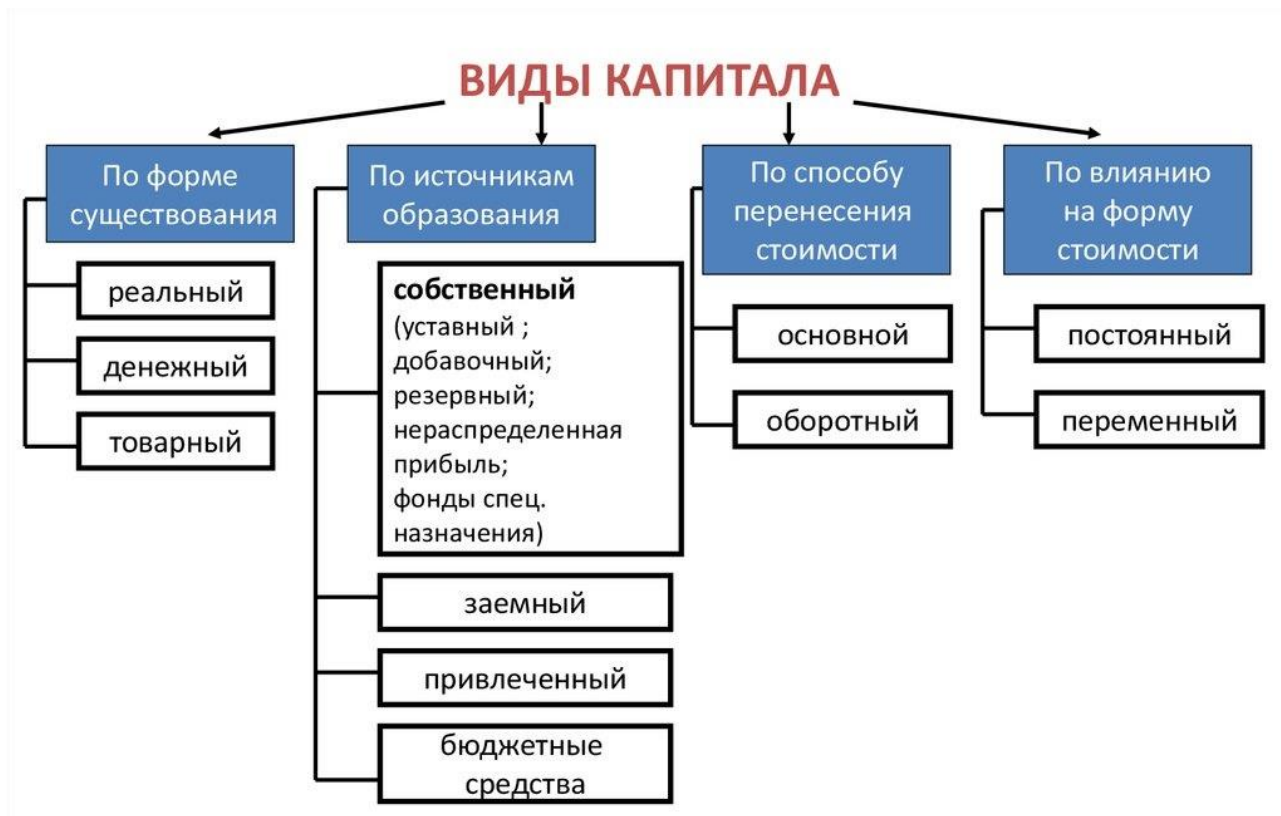 ВИДЫ КАПИТАЛА
По форме
существования
реальный
денежный
товарный
По источникам
образования
собственный
(уставный ;
добавочный;
резервный;
нераспределенная
прибыль;
фонды спец.
назначения)
заемный
привлеченный
бюджетные
средства
По способу
перенесения
стоимости
основной
оборотный
По влиянию
на форму
стоимости
постоянный
переменный